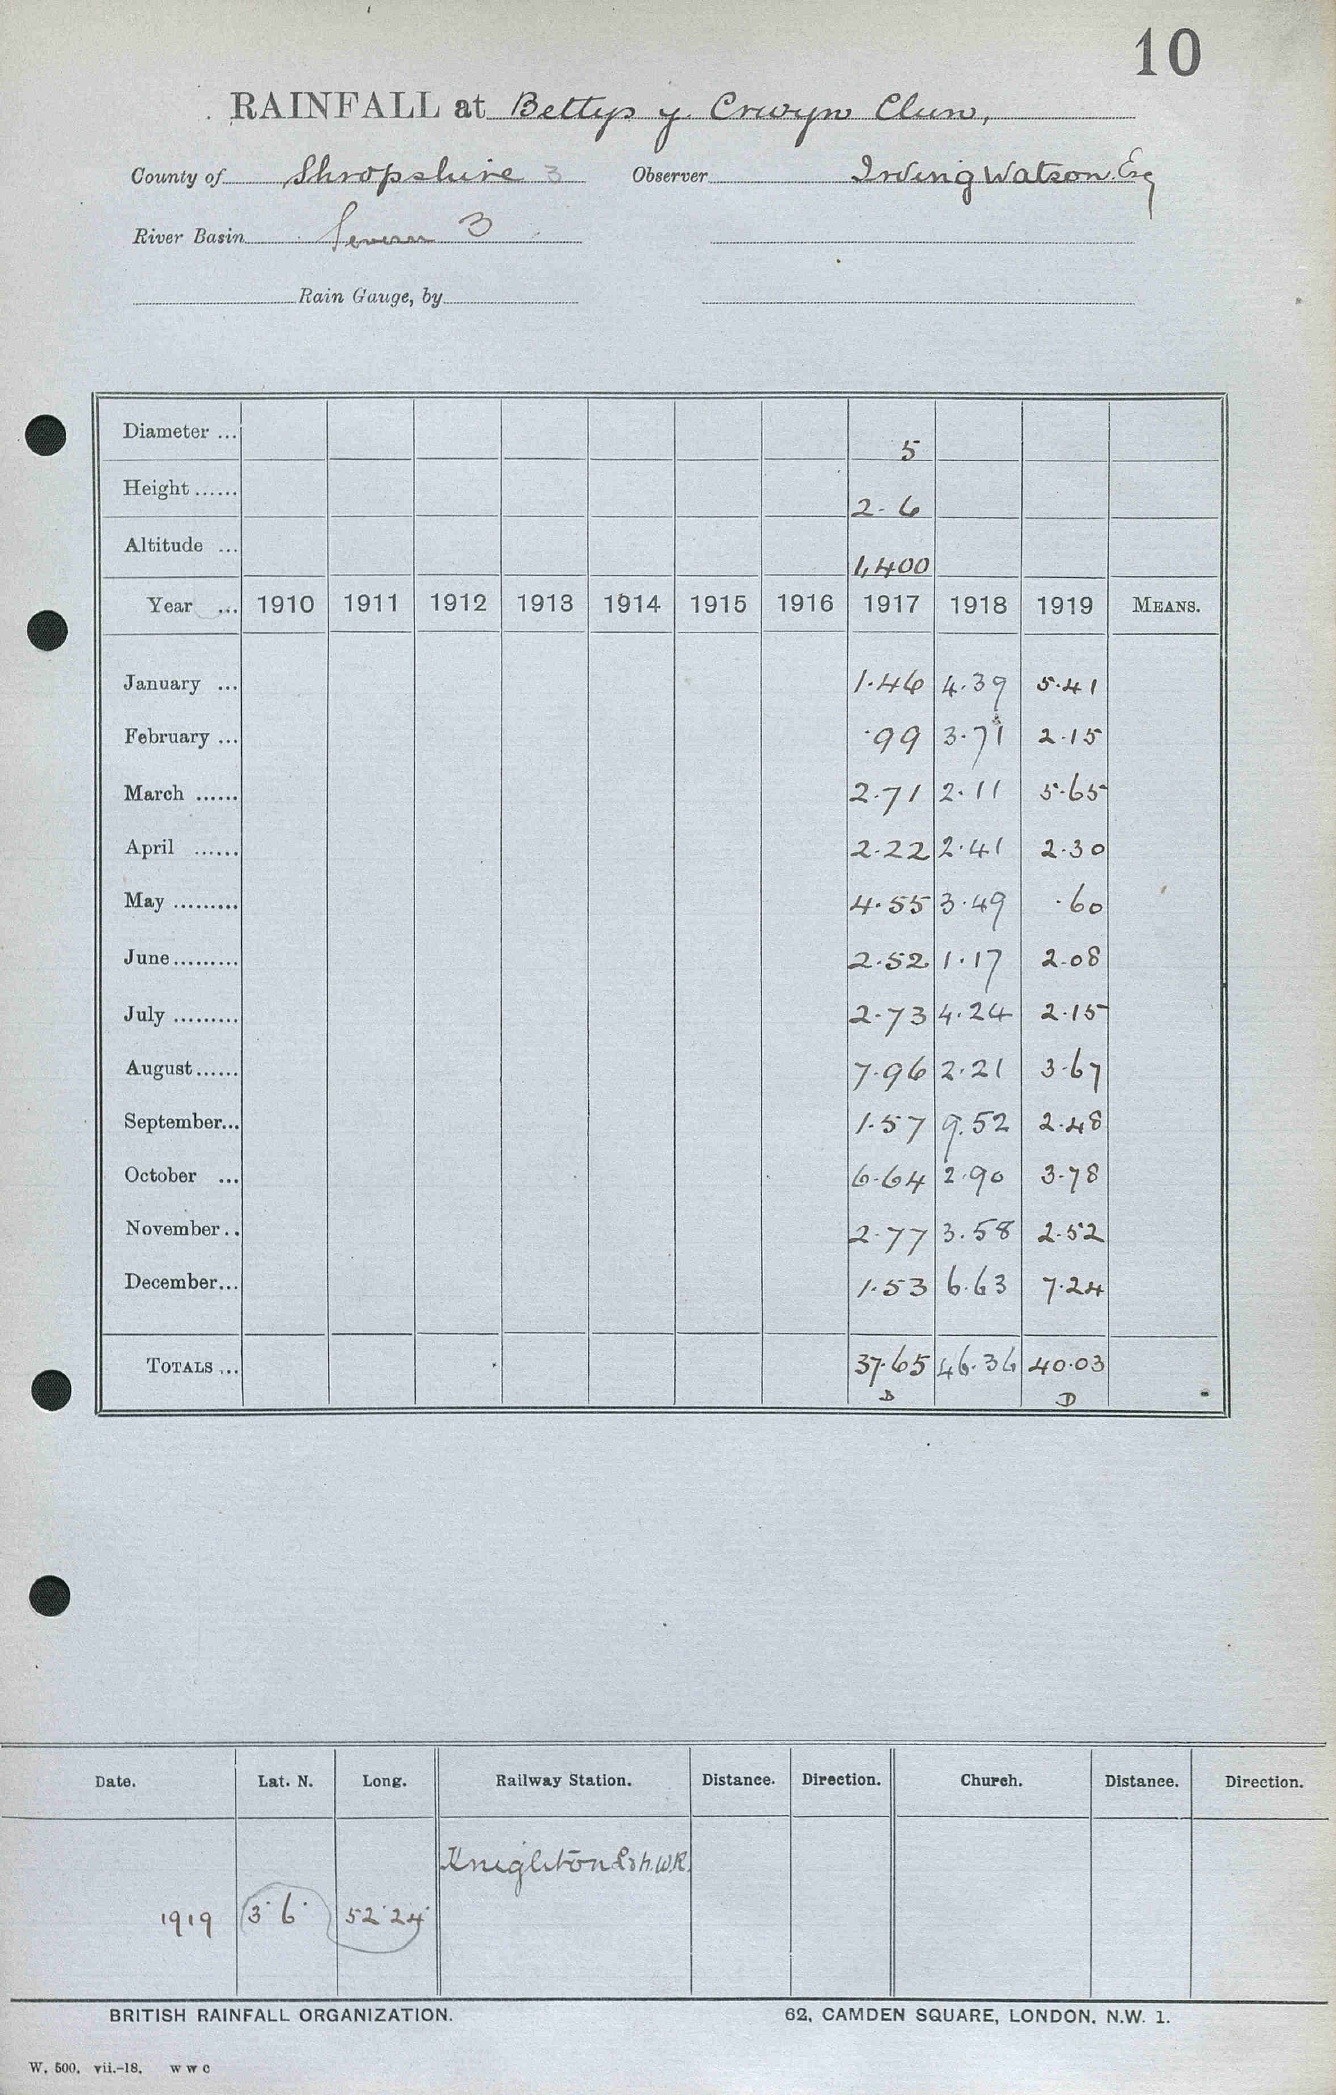 10
RAINFALL at Bettys y Crwyn Clun,
County of Shropshire 3 Observer Irving Watson Esq
River Basin Severn 3
Rain Gauge, by
Diameter ... 5
Height ...... 2-6
Altitude ... 1,400
Year ... 1910 1911 1912 1913 1914 1915 1916 1917 1918 1919 MEANS.
January ... 1.46 4.39 5.41
February ... .99 3.71 2.15
March ...... 2.71 2.11 5.65
April ...... 2.22 2.41 2.30
May ......... 4.55 3.49 .60
June ......... 2.52 1.17 2.08
July ......... 2.73 4.24 2.15
August ...... 7.96 2.21 3.67
September... 1.57 9.52 2.48
October ... 6.64 2.90 3.78
November .. 2.77 3.58 2.52
December... 1.53 6.63 7.24
TOTALS ... 37.65 46.36 40.03
D D
Date. Lat. N. Long. Railway Station. Distance. Direction. Church. Distance. Direction.
Knighton L & N.W.R.
1919 3° 6' 52° 24'
BRITISH RAINFALL ORGANIZATION. 62, CAMDEN SQUARE, LONDON, N.W. 1.
W. 500. vii.-18. w w c